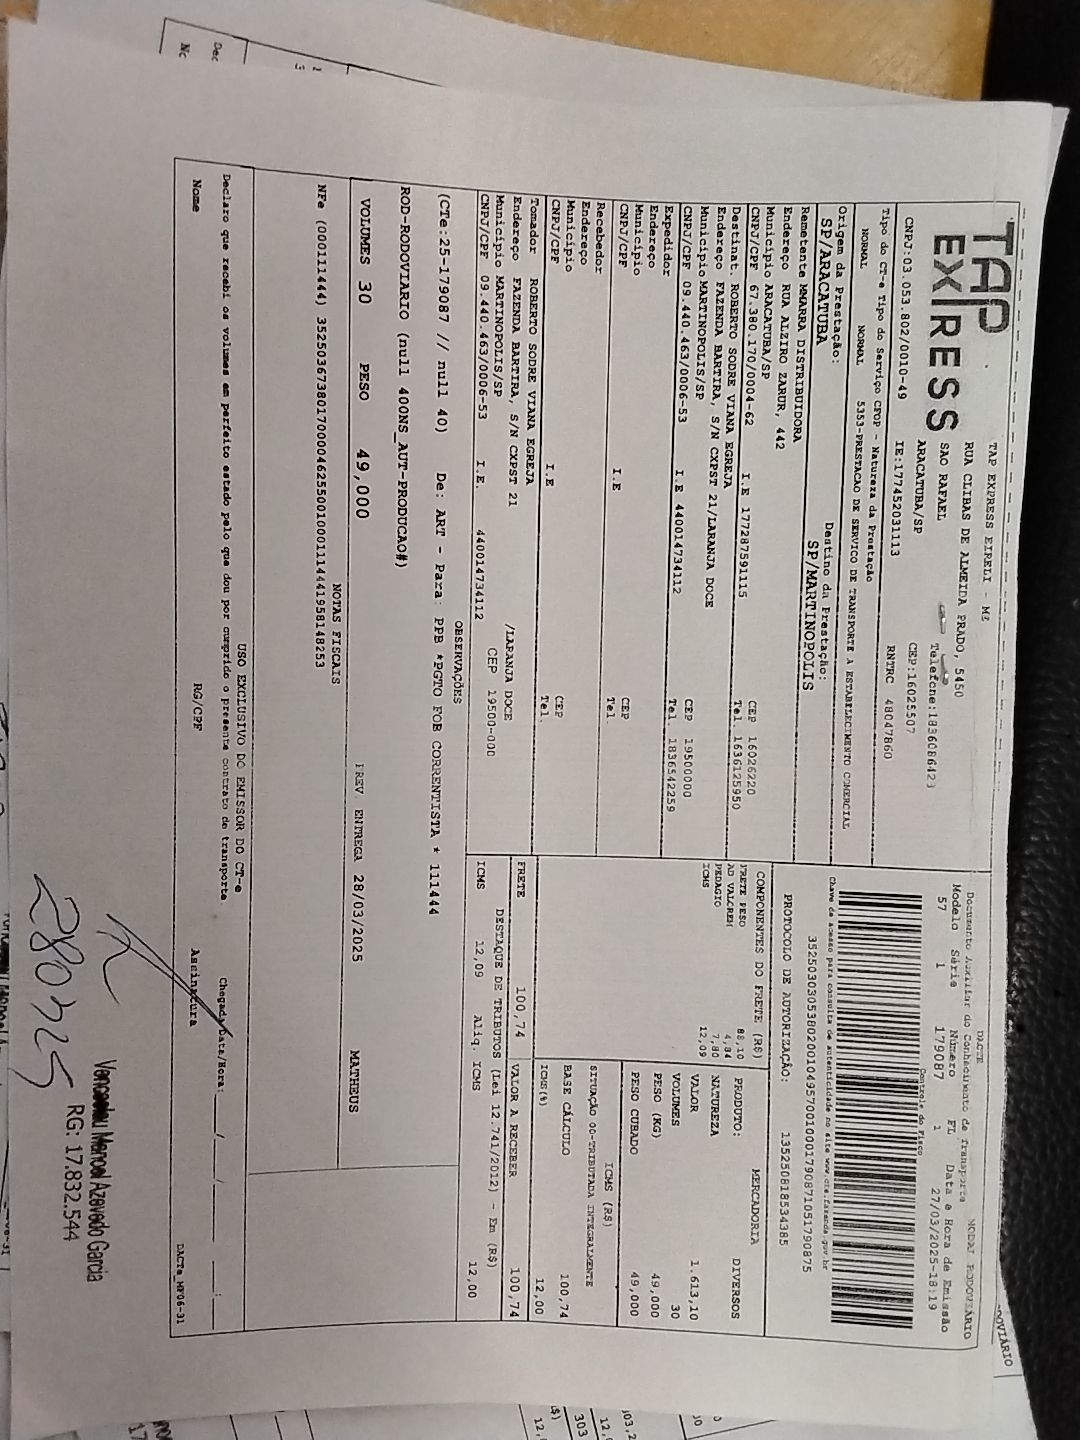 TAP EXPRESS
TAP EXPRESS EIRELI - ME
RUA CLIBAS DE ALMEIDA PRADO, 5450
SAO RAFAEL Telefone:1836086423
ARACATUBA/SP CEP:16025507
CNPJ:03.053.802/0010-49 IE:177452031113 RNTRC 48047860
Tipo do CT-e Tipo do Serviço CFOP - Natureza da Prestação
NORMAL NORMAL 5353-PRESTACAO DE SERVICO DE TRANSPORTE A ESTABELECIMENTO COMERCIAL
Origem da Prestação: Destino da Prestação:
SP/ARACATUBA SP/MARTINOPOLIS
DACTE MODAL RODOVIÁRIO
Documento Auxiliar do Conhecimento de Transporte
Modelo Série Número FL Data e Hora de Emissão
57 1 179087 1 27/03/2025-18:19
Controle do Fisco
Chave de acesso para consulta de autenticidade no site www.cte.fazenda.gov.br
35250303053802001049570010001790871051790875
PROTOCOLO DE AUTORIZAÇÃO: 135250818534385
Remetente MMARRA DISTRIBUIDORA
Endereço RUA ALZIRO ZARUR, 442
Município ARACATUBA/SP CEP 16026220
CNPJ/CPF 67.380.170/0004-62 I.E 177287591115 Tel. 1636125950
Destinat. ROBERTO SODRE VIANA EGREJA
Endereço FAZENDA BARTIRA, S/N CXPST 21/LARANJA DOCE
Município MARTINOPOLIS/SP CEP 19500000
CNPJ/CPF 09.440.463/0006-53 I.E 440014734112 Tel. 1836542259
Expedidor
Endereço
Município CEP
CNPJ/CPF I.E Tel
Recebedor
Endereço
Município CEP
CNPJ/CPF I.E Tel.
Tomador ROBERTO SODRE VIANA EGREJA
Endereço FAZENDA BARTIRA, S/N CXPST 21 /LARANJA DOCE
Município MARTINOPOLIS/SP CEP 19500-000
CNPJ/CPF 09.440.463/0006-53 I.E. 440014734112
COMPONENTES DO FRETE (R$)
FRETE PESO
AD VALOREM 4,84
PEDAGIO 7,80
ICMS 12,09
MERCADORIA
PRODUTO: DIVERSOS
NATUREZA
VALOR 1.613,10
VOLUMES 30
PESO (KG) 49,000
PESO CUBADO 49,000
ICMS (R$)
SITUAÇÃO 00-TRIBUTADA INTEGRALMENTE
BASE CÁLCULO 100,74
ICMS(%) 12,00
FRETE 100,74 VALOR A RECEBER 100,74
DESTAQUE DE TRIBUTOS (Lei 12.741/2012) - Em (R$)
ICMS 12,09 Alíq. ICMS 12,00
OBSERVAÇÕES
(CTe:25-179087 // null 40) De: ART - Para: PPB *PGTO FOB CORRENTISTA * 111444
ROD-RODOVIARIO (null 400NS_AUT-PRODUCAO#)
VOLUMES 30 PESO 49,000 PREV. ENTREGA 28/03/2025 MATHEUS
NOTAS FISCAIS
NFe (000111444) 35250367380170000462550010001114441958148253
USO EXCLUSIVO DO EMISSOR DO CT-e
Declaro que recebi os volumes em perfeito estado pelo que dou por cumprido o presente contrato de transporte
Chegada Data/Hora: / / :
Nome RG/CPF Assinatura
DACTe_MP06-31
280325
Manoel Azevedo Garcia
RG: 17.832.544